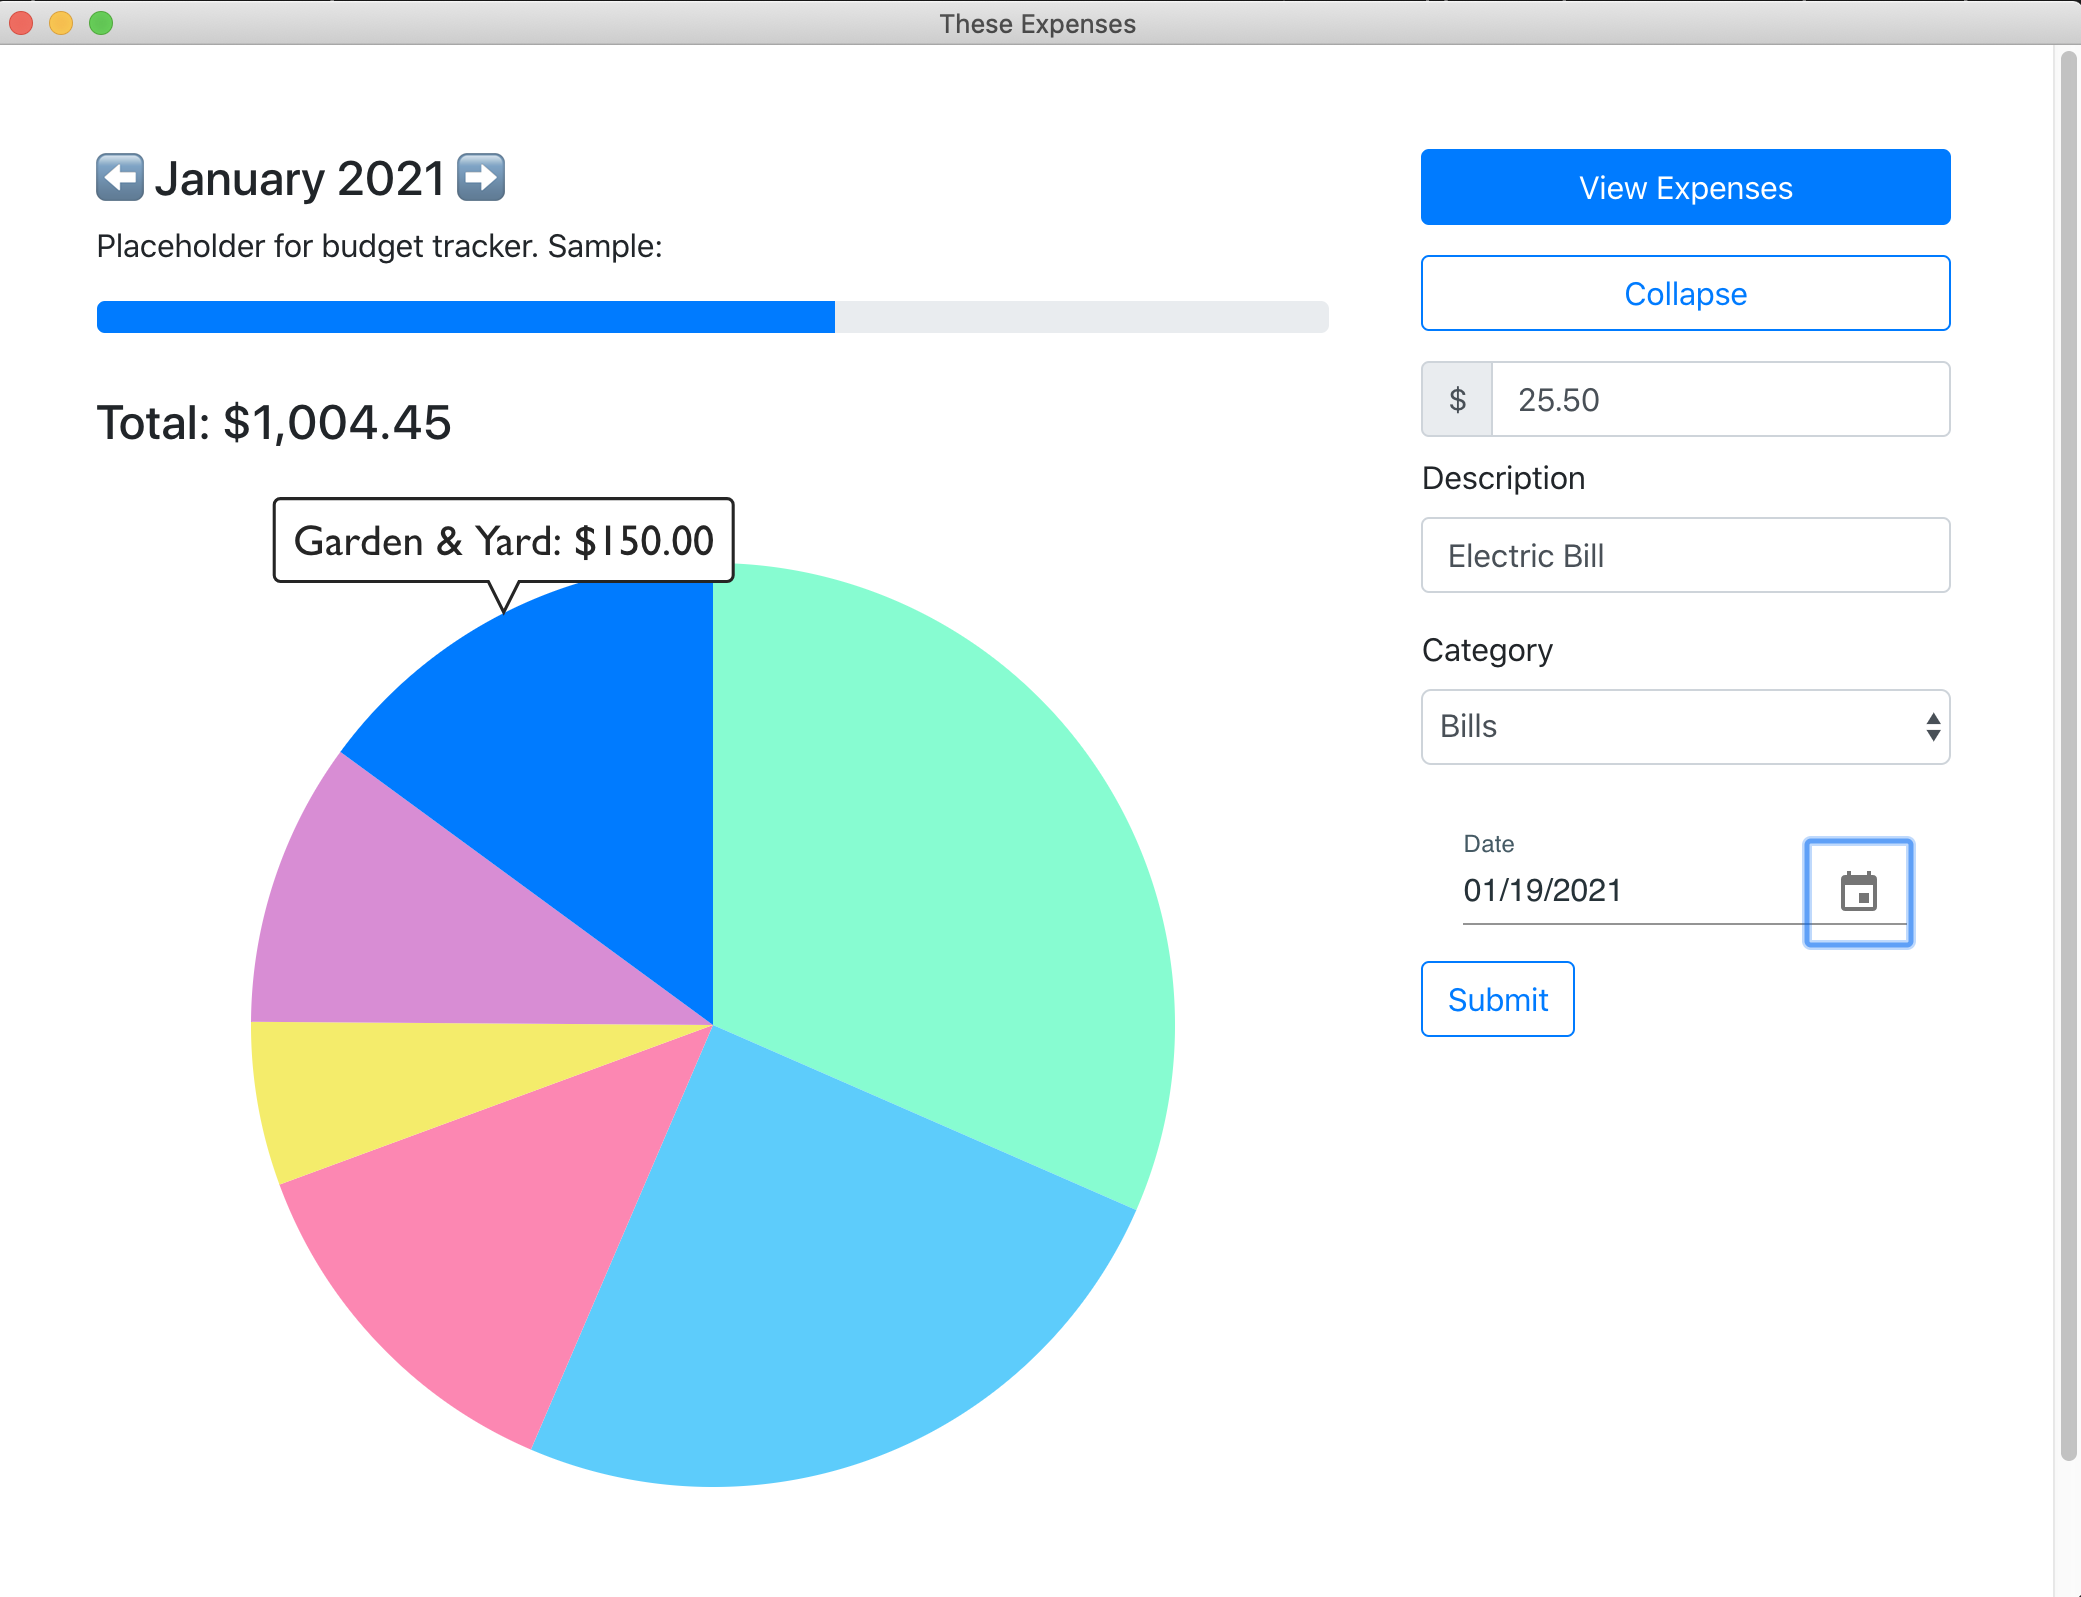 These Expenses
January 2021
Placeholder for budget tracker. Sample:
Total: $1,004.45
Garden & Yard: $150.00
View Expenses
Collapse
$ 25.50
Description
Electric Bill
Category
Bills
Date
01/19/2021
Submit